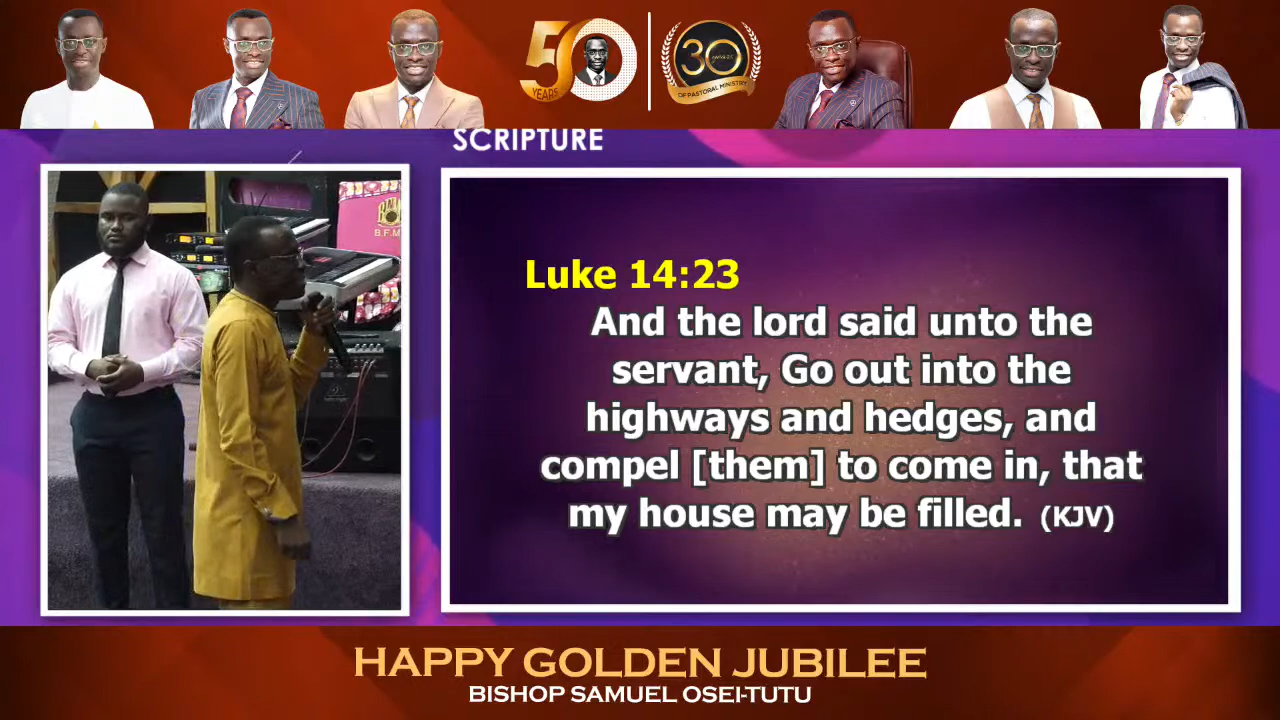 50
YEARS
30
OF PASTORAL MINISTRY
SCRIPTURE
B.F.M
Luke 14:23
And the lord said unto the
servant, Go out into the
highways and hedges, and
compel [them] to come in, that
my house may be filled. (KJV)
HAPPY GOLDEN JUBILEE
BISHOP SAMUEL OSEI-TUTU